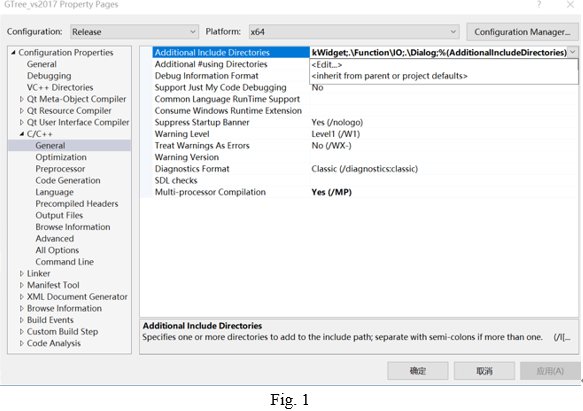 GTree_vs2017 Property Pages ? ×
Configuration: Release Platform: x64 Configuration Manager...
Configuration Properties
General
Debugging
VC++ Directories
Qt Meta-Object Compiler
Qt Resource Compiler
Qt User Interface Compiler
C/C++
General
Optimization
Preprocessor
Code Generation
Language
Precompiled Headers
Output Files
Browse Information
Advanced
All Options
Command Line
Linker
Manifest Tool
XML Document Generator
Browse Information
Build Events
Custom Build Step
Code Analysis
Additional Include Directories kWidget;.\Function\IO;.\Dialog;%(AdditionalIncludeDirectories)
Additional #using Directories <Edit...>
Debug Information Format <inherit from parent or project defaults>
Support Just My Code Debugging No
Common Language RunTime Support
Consume Windows Runtime Extension
Suppress Startup Banner Yes (/nologo)
Warning Level Level1 (/W1)
Treat Warnings As Errors No (/WX-)
Warning Version
Diagnostics Format Classic (/diagnostics:classic)
SDL checks
Multi-processor Compilation Yes (/MP)
Additional Include Directories
Specifies one or more directories to add to the include path; separate with semi-colons if more than one. (/I[...
确定 取消 应用(A)
Fig. 1